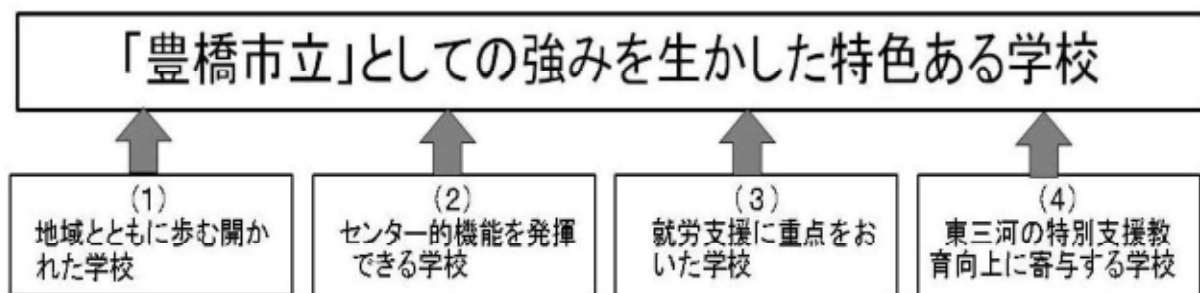 「豊橋市立」としての強みを生かした特色ある学校
(1)
地域とともに歩む開か
れた学校
(2)
センター的機能を発揮
できる学校
(3)
就労支援に重点をお
いた学校
(4)
東三河の特別支援教
育向上に寄与する学校